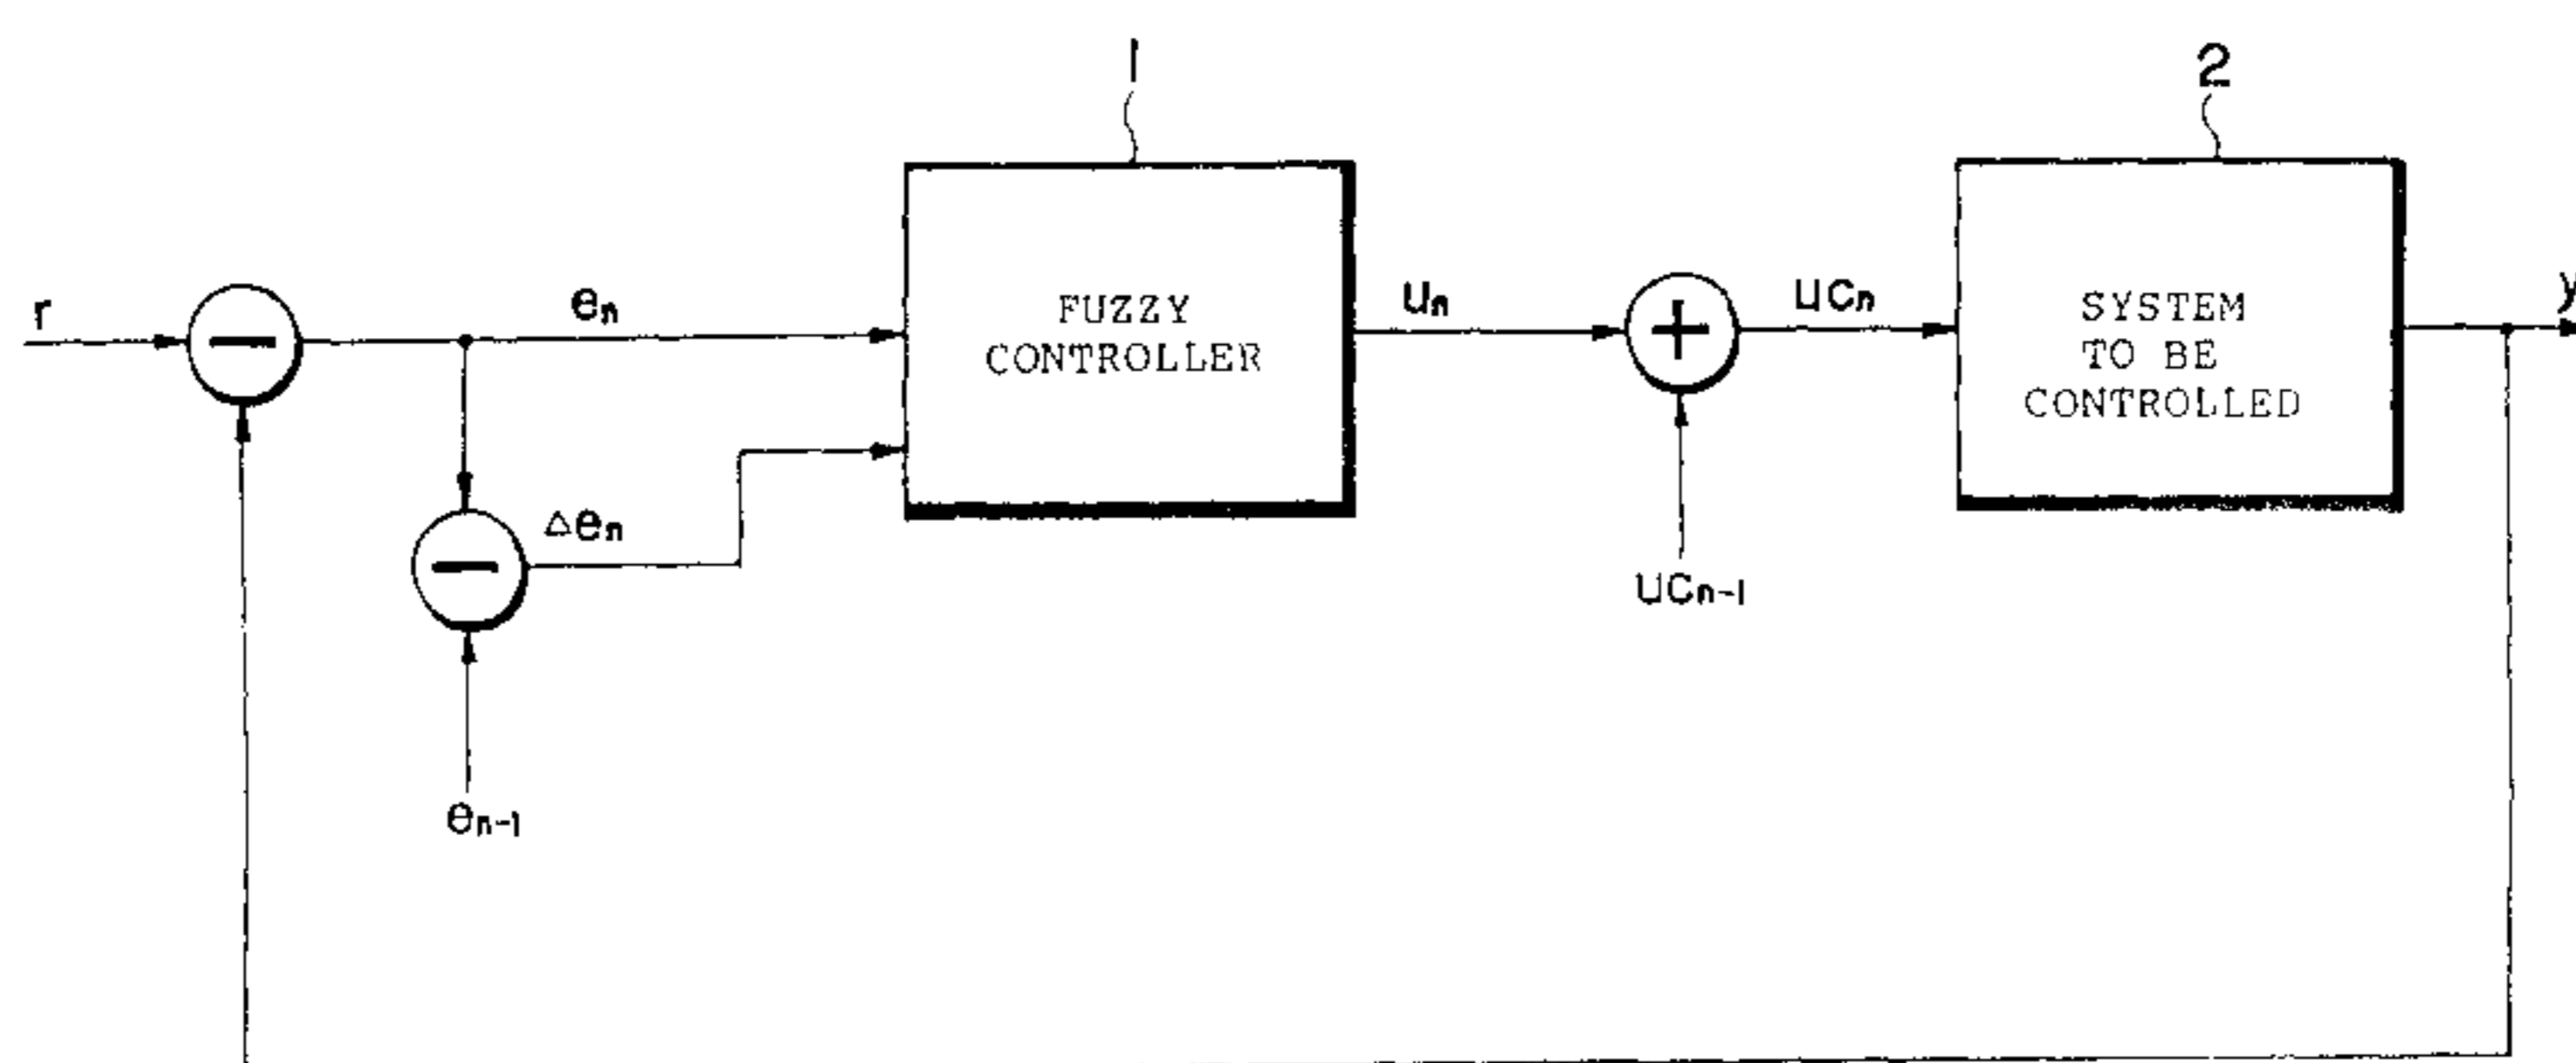 1
2
r
eₙ
FUZZY
CONTROLLER
uₙ
ucₙ
SYSTEM
TO BE
CONTROLLED
y
Δeₙ
ucₙ₋₁
eₙ₋₁